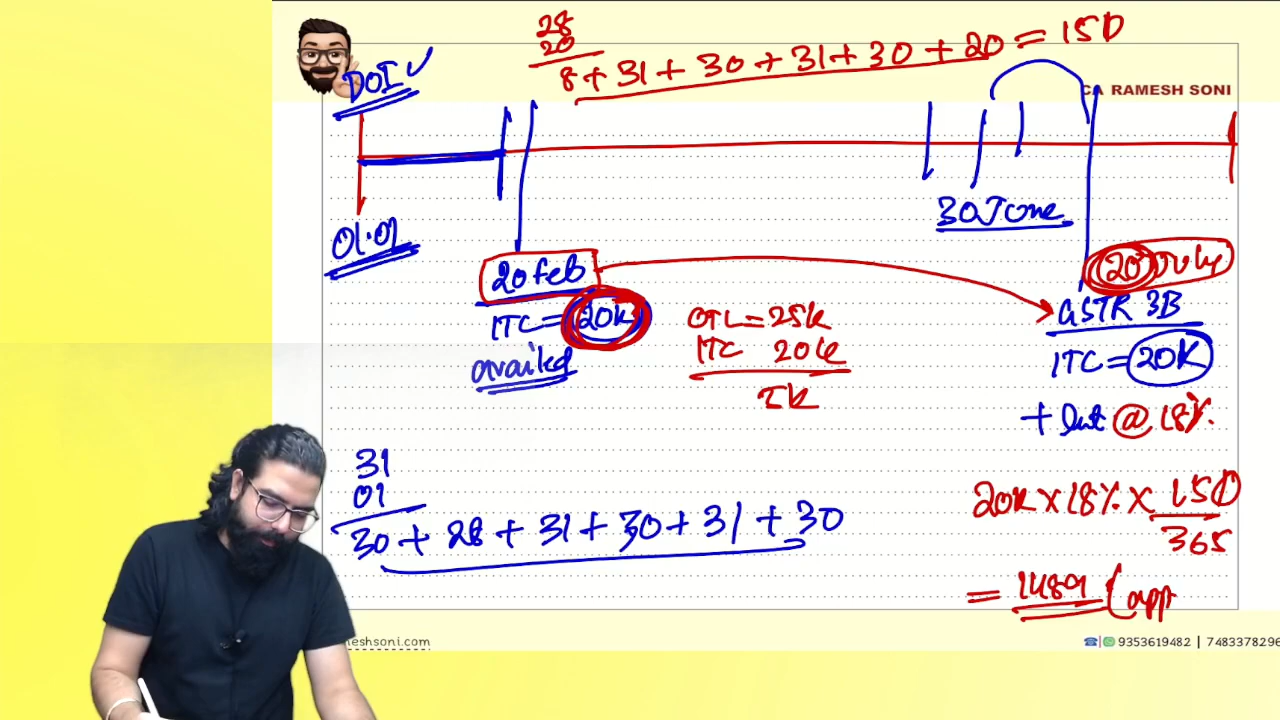 28
20
8 + 31 + 30 + 31 + 30 + 20 = 150
DOI ✓
CA RAMESH SONI
01.01
30 June
20 Feb
20 July
ITC = 20k
availed
OTL = 25k
ITC 20k
5k
GSTR 3B
ITC = 20K
+ Int @ 18%
31
01
30 + 28 + 31 + 30 + 31 + 30
20k × 18% × 150
365
= 1489 (app
eshsoni.com
9353619482 | 7483378296